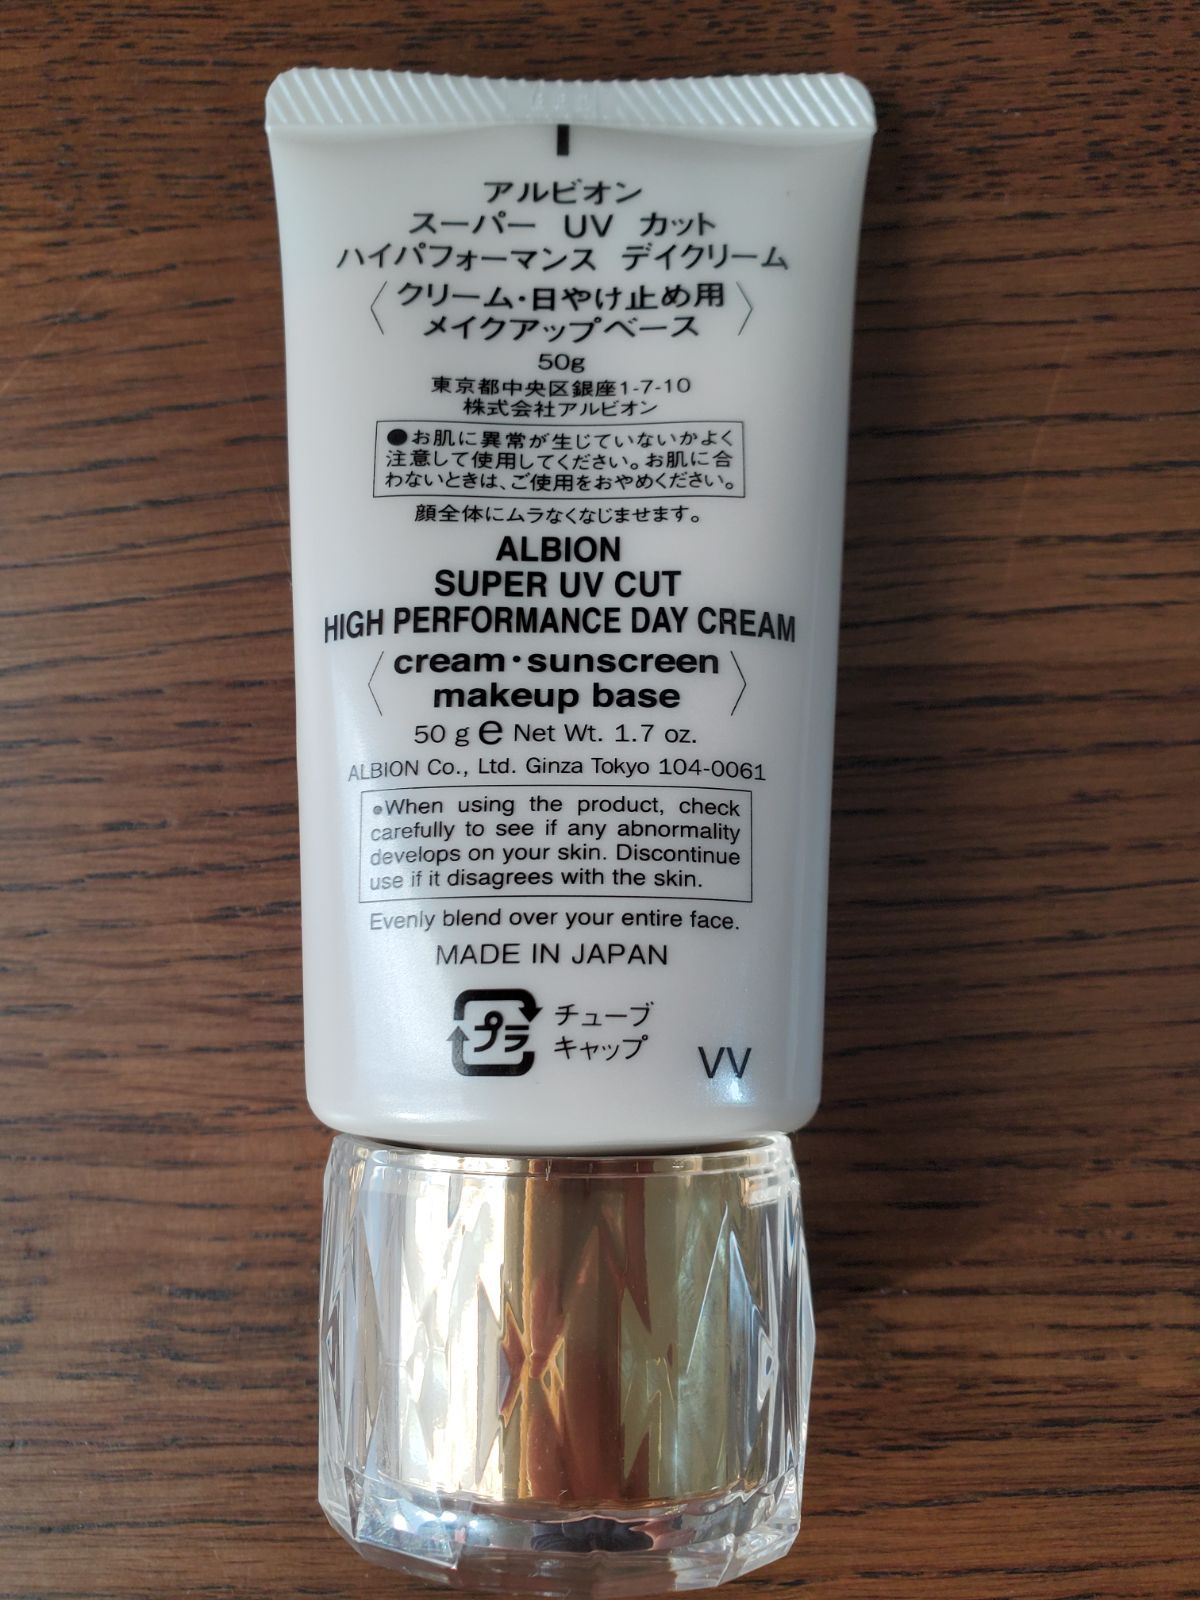 アルビオン
スーパー UV カット
ハイパフォーマンス デイクリーム
〈クリーム・日やけ止め用
メイクアップベース〉
50g
東京都中央区銀座1-7-10
株式会社アルビオン
●お肌に異常が生じていないかよく
注意して使用してください。お肌に合
わないときは、ご使用をおやめください。
顔全体にムラなくなじませます。
ALBION
SUPER UV CUT
HIGH PERFORMANCE DAY CREAM
〈cream・sunscreen
makeup base〉
50 g ℮ Net Wt. 1.7 oz.
ALBION Co., Ltd. Ginza Tokyo 104-0061
●When using the product, check
carefully to see if any abnormality
develops on your skin. Discontinue
use if it disagrees with the skin.
Evenly blend over your entire face.
MADE IN JAPAN
プラ チューブ
キャップ
VV